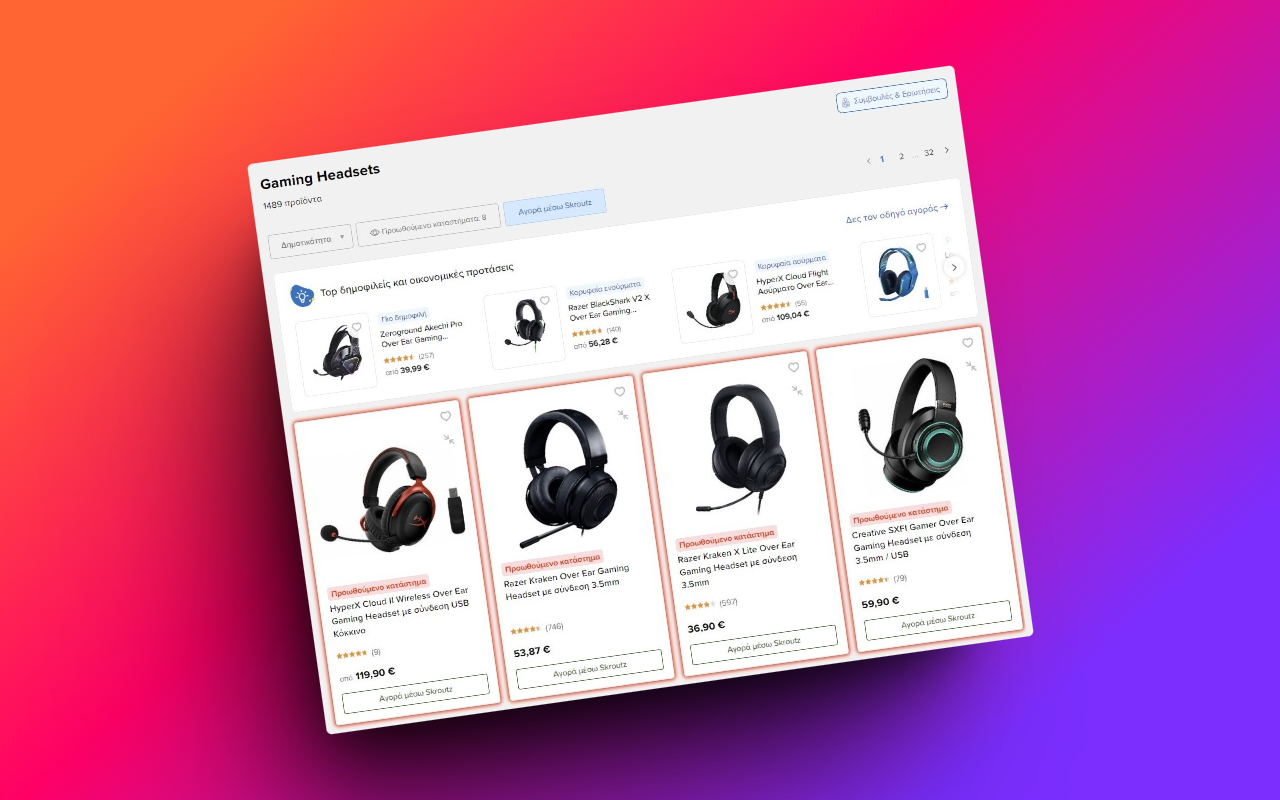 Συμβουλές & Ερωτήσεις
Gaming Headsets
1489 προϊόντα
1 2 ... 32
Δημοτικότητα
Προωθούμενα καταστήματα: 8
Αγορά μέσω Skroutz
Top δημοφιλείς και οικονομικές προτάσεις
Δες τον οδηγό αγοράς →
Πιο δημοφιλή
Zeroground Akechi Pro
Over Ear Gaming...
(257)
από 39,99 €
Κορυφαία ενσύρματα
Razer BlackShark V2 X
Over Ear Gaming...
(140)
από 56,28 €
Κορυφαία ασύρματα
HyperX Cloud Flight
Ασύρματο Over Ear...
(55)
από 109,04 €
Προωθούμενο κατάστημα
HyperX Cloud II Wireless Over Ear
Gaming Headset με σύνδεση USB
Κόκκινο
(9)
από 119,90 €
Αγορά μέσω Skroutz
Προωθούμενο κατάστημα
Razer Kraken Over Ear Gaming
Headset με σύνδεση 3.5mm
(746)
53,87 €
Αγορά μέσω Skroutz
Προωθούμενο κατάστημα
Razer Kraken X Lite Over Ear
Gaming Headset με σύνδεση
3.5mm
(597)
36,90 €
Αγορά μέσω Skroutz
Προωθούμενο κατάστημα
Creative SXFI Gamer Over Ear
Gaming Headset με σύνδεση
3.5mm / USB
(79)
59,90 €
Αγορά μέσω Skroutz